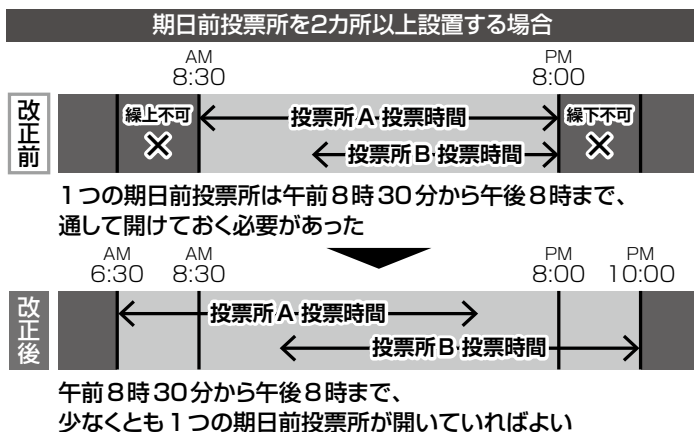 期日前投票所を2カ所以上設置する場合
AM
8:30
PM
8:00
改正前
繰上不可
投票所A・投票時間
繰下不可
投票所B・投票時間
1つの期日前投票所は午前8時30分から午後8時まで、
通して開けておく必要があった
AM
6:30
AM
8:30
PM
8:00
PM
10:00
改正後
投票所A・投票時間
投票所B・投票時間
午前8時30分から午後8時まで、
少なくとも1つの期日前投票所が開いていればよい